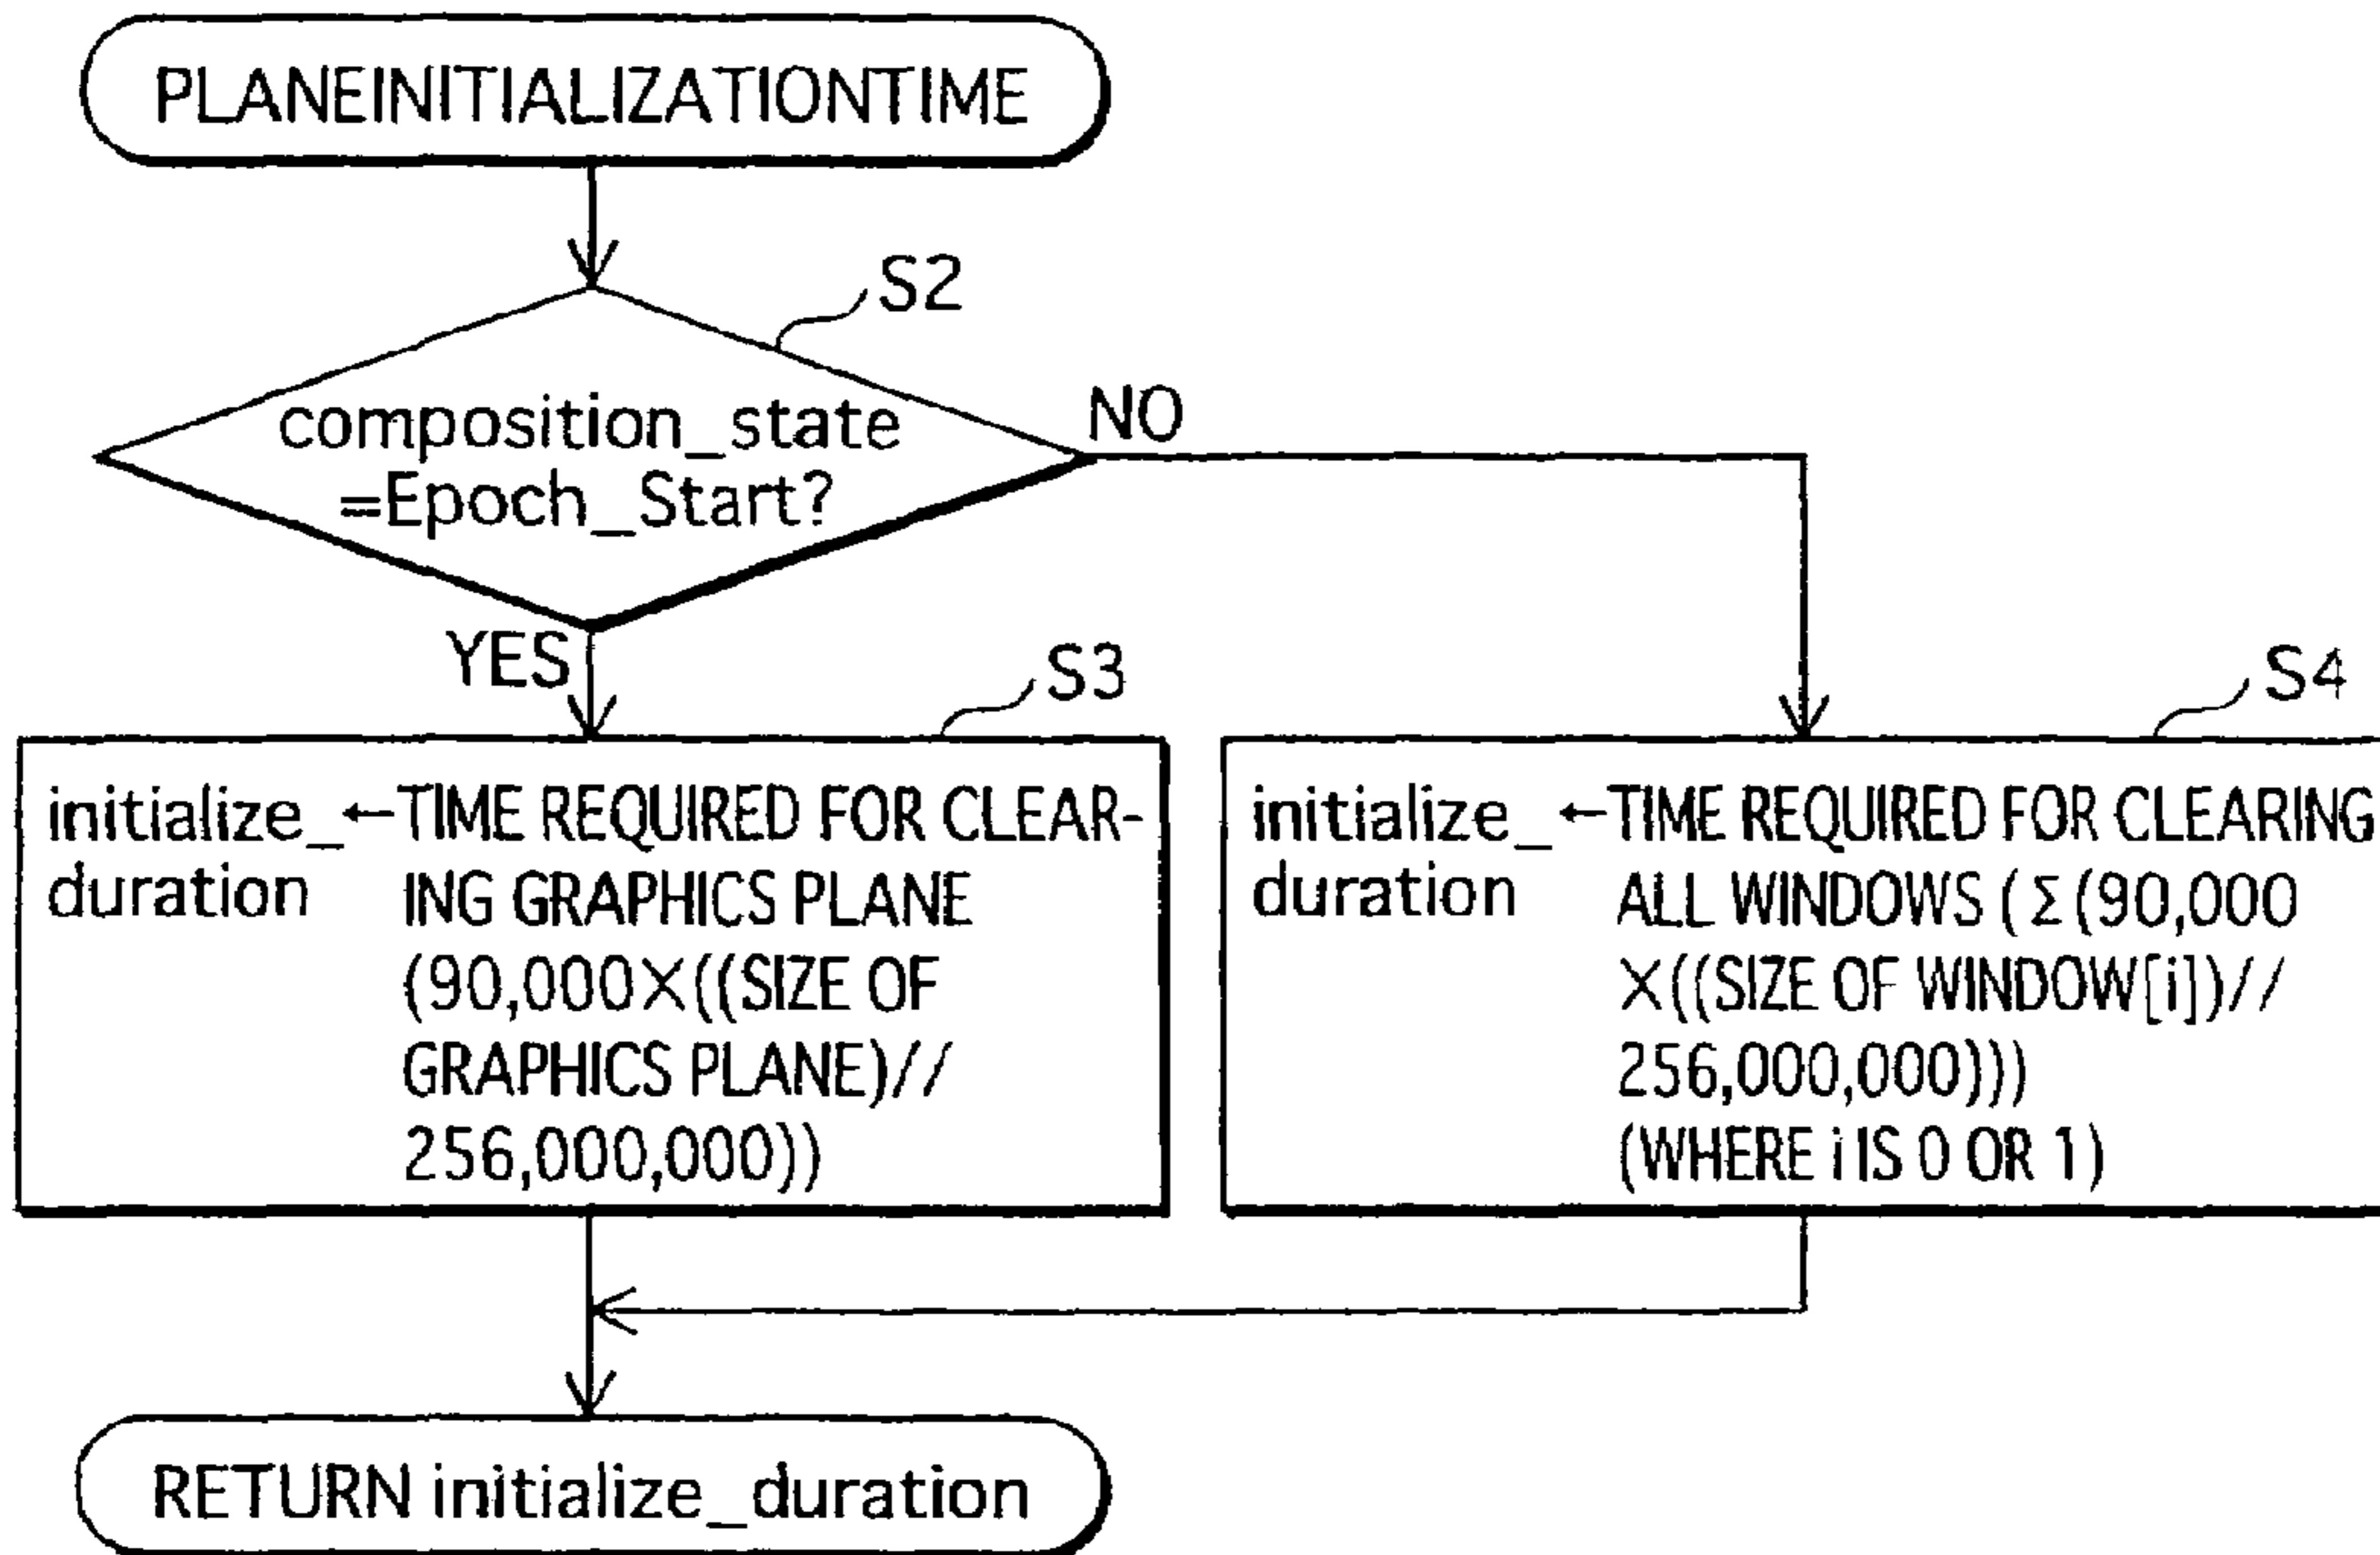 PLANEINITIALIZATIONTIME
S2
composition_state
=Epoch_Start?
NO
YES
S3
initialize_ ←TIME REQUIRED FOR CLEAR-
duration ING GRAPHICS PLANE
(90,000×((SIZE OF
GRAPHICS PLANE)//
256,000,000))
S4
initialize_ ←TIME REQUIRED FOR CLEARING
duration ALL WINDOWS (Σ(90,000
×((SIZE OF WINDOW[i])//
256,000,000)))
(WHERE i IS 0 OR 1)
RETURN initialize_duration